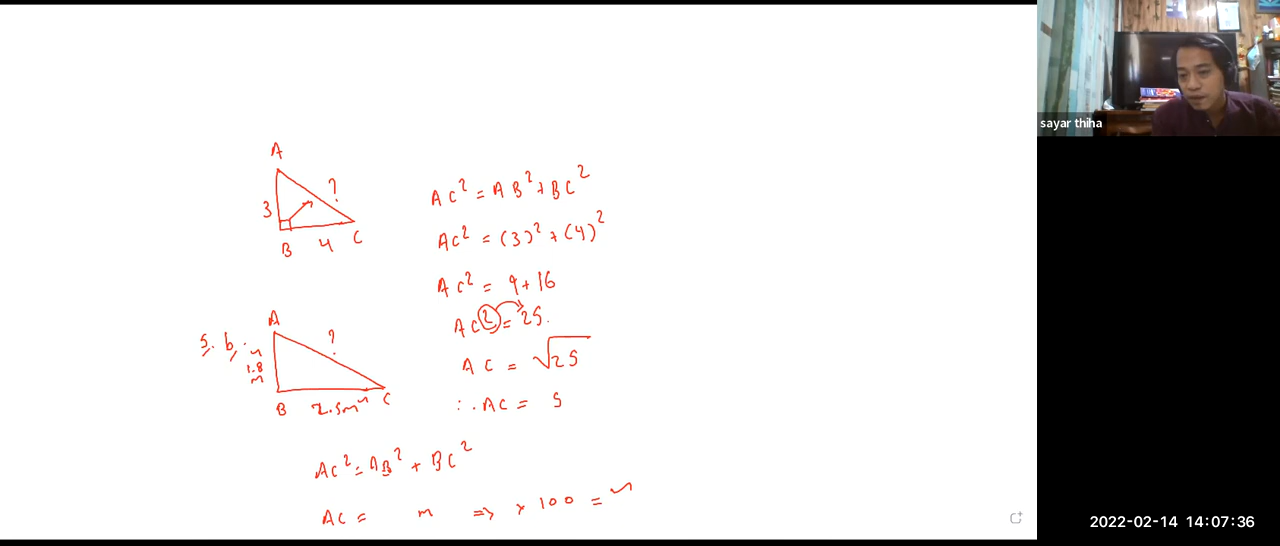 A
?
3
B
4
C
AC² = AB² + BC²
AC² = (3)² + (4)²
AC² = 9 + 16
AC² = 25.
AC = √25
∴ AC = 5
A
?
5. b.
1.8
m
B
2.5m
C
AC² = AB² + BC²
AC = m ⇒ × 100 =
sayar thiha
2022-02-14 14:07:36